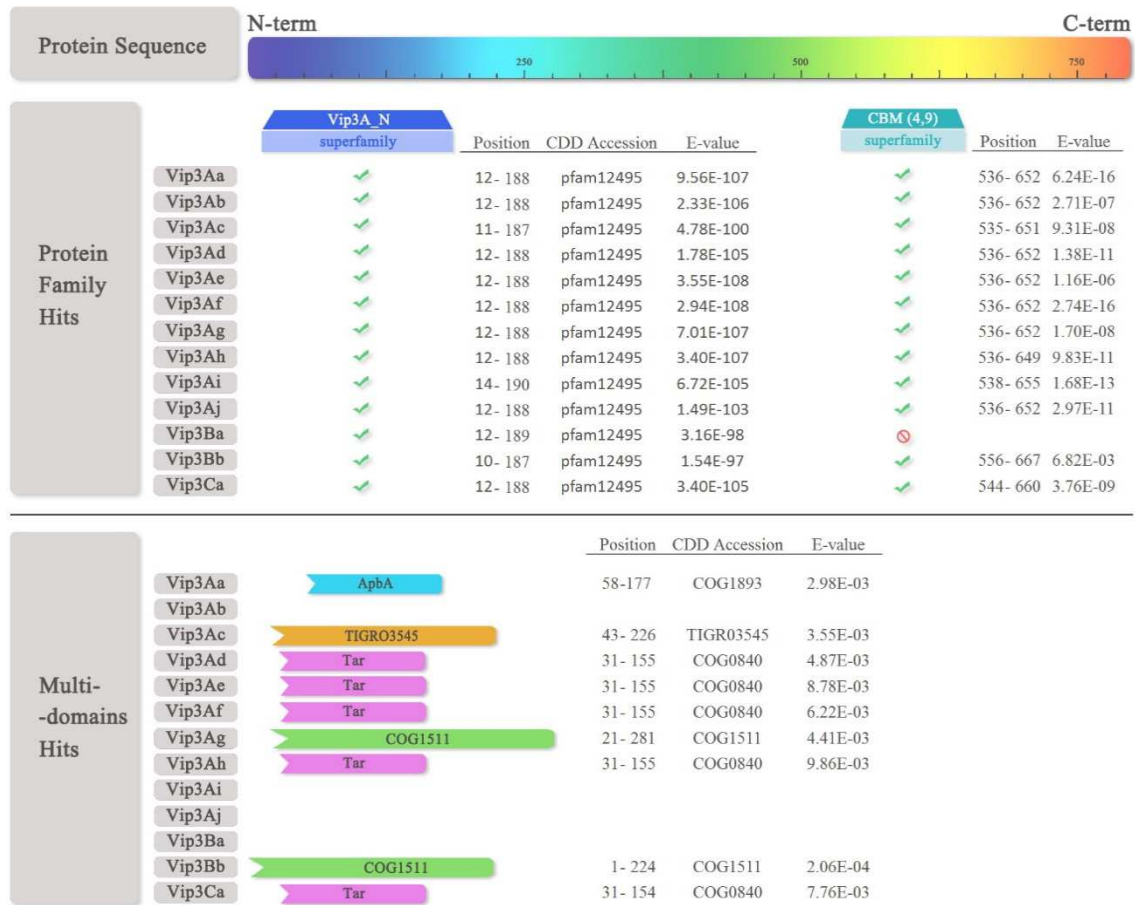 N-term C-term
Protein Sequence
250 500 750
Vip3A_N CBM (4,9)
superfamily Position CDD Accession E-value superfamily Position E-value
Protein
Family
Hits
Vip3Aa 12- 188 pfam12495 9.56E-107 536- 652 6.24E-16
Vip3Ab 12- 188 pfam12495 2.33E-106 536- 652 2.71E-07
Vip3Ac 11- 187 pfam12495 4.78E-100 535- 651 9.31E-08
Vip3Ad 12- 188 pfam12495 1.78E-105 536- 652 1.38E-11
Vip3Ae 12- 188 pfam12495 3.55E-108 536- 652 1.16E-06
Vip3Af 12- 188 pfam12495 2.94E-108 536- 652 2.74E-16
Vip3Ag 12- 188 pfam12495 7.01E-107 536- 652 1.70E-08
Vip3Ah 12- 188 pfam12495 3.40E-107 536- 649 9.83E-11
Vip3Ai 14- 190 pfam12495 6.72E-105 538- 655 1.68E-13
Vip3Aj 12- 188 pfam12495 1.49E-103 536- 652 2.97E-11
Vip3Ba 12- 189 pfam12495 3.16E-98
Vip3Bb 10- 187 pfam12495 1.54E-97 556- 667 6.82E-03
Vip3Ca 12- 188 pfam12495 3.40E-105 544- 660 3.76E-09
Position CDD Accession E-value
Multi-
-domains
Hits
Vip3Aa ApbA 58-177 COG1893 2.98E-03
Vip3Ab
Vip3Ac TIGRO3545 43- 226 TIGR03545 3.55E-03
Vip3Ad Tar 31- 155 COG0840 4.87E-03
Vip3Ae Tar 31- 155 COG0840 8.78E-03
Vip3Af Tar 31- 155 COG0840 6.22E-03
Vip3Ag COG1511 21- 281 COG1511 4.41E-03
Vip3Ah Tar 31- 155 COG0840 9.86E-03
Vip3Ai
Vip3Aj
Vip3Ba
Vip3Bb COG1511 1- 224 COG1511 2.06E-04
Vip3Ca Tar 31- 154 COG0840 7.76E-03